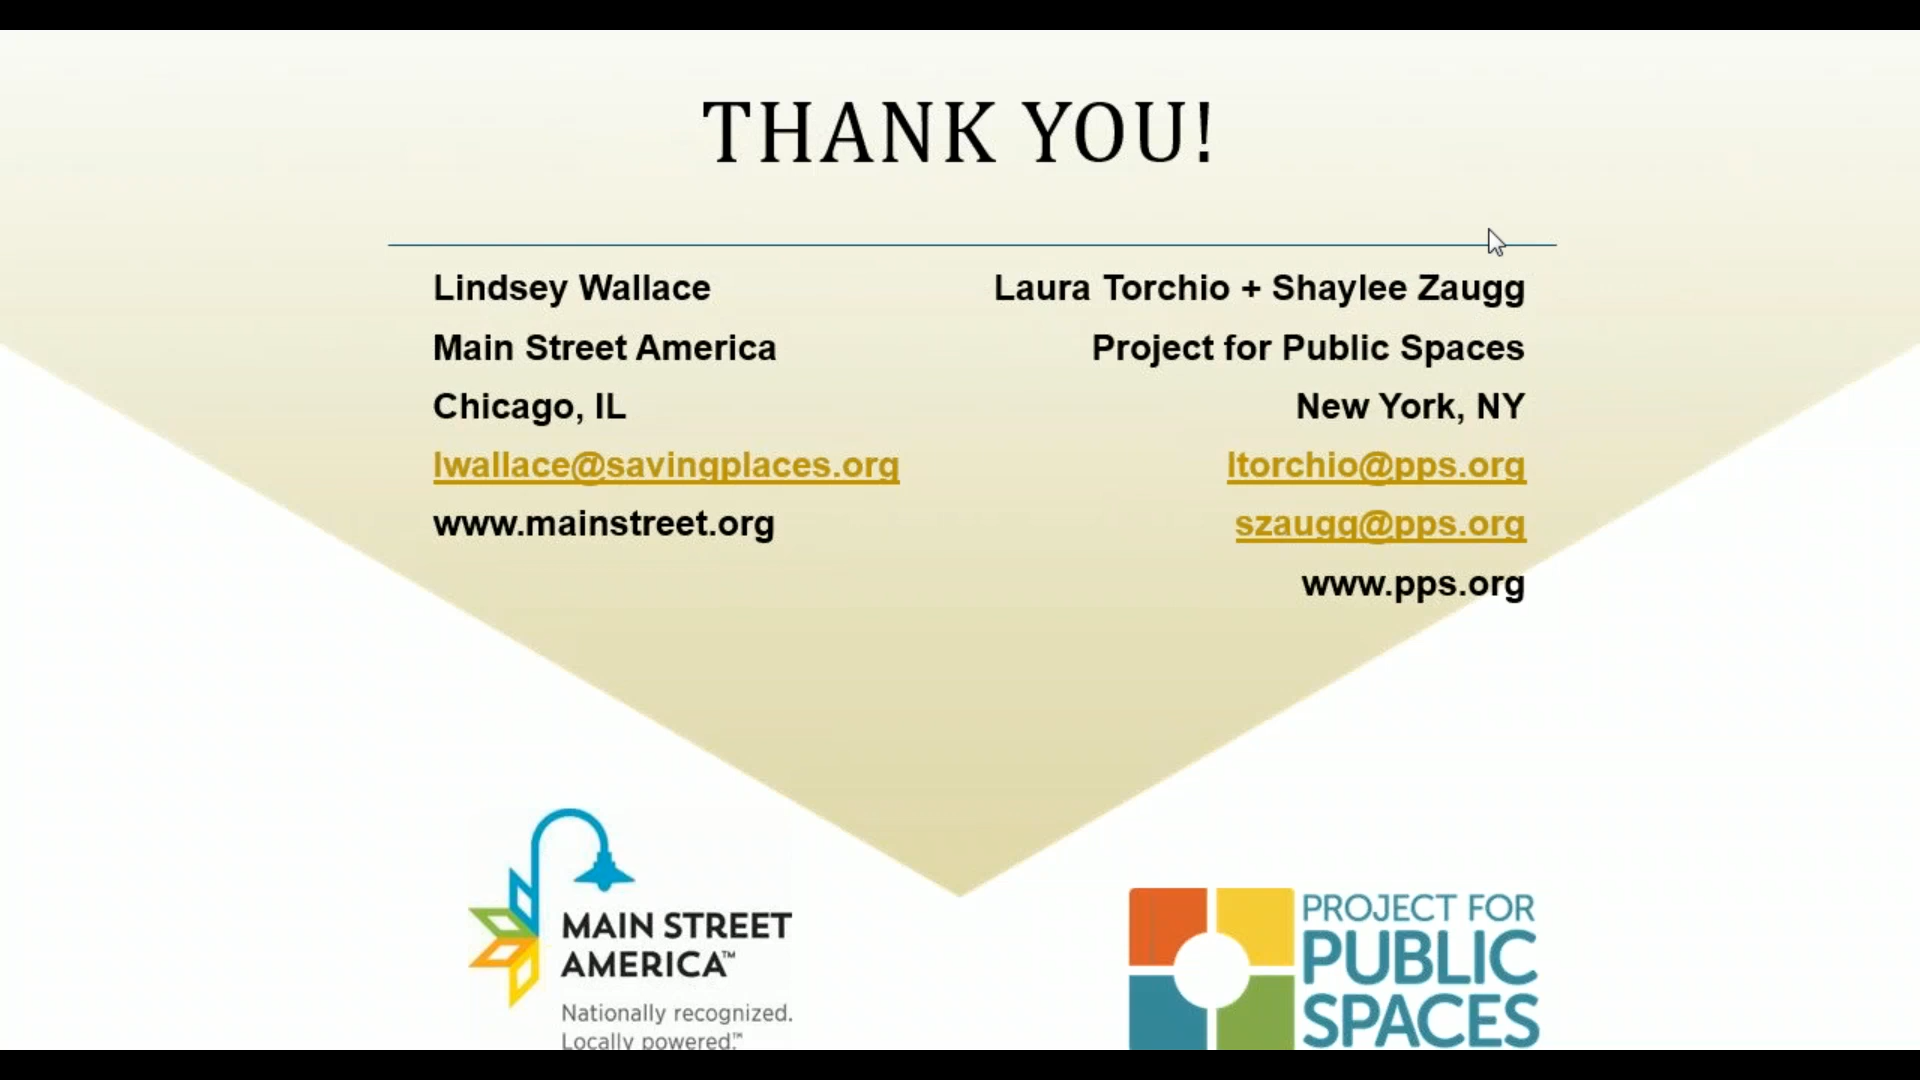 THANK YOU!
Lindsey Wallace
Main Street America
Chicago, IL
lwallace@savingplaces.org
www.mainstreet.org
Laura Torchio + Shaylee Zaugg
Project for Public Spaces
New York, NY
ltorchio@pps.org
szaugg@pps.org
www.pps.org
MAIN STREET
AMERICA™
Nationally recognized.
Locally powered.™
PROJECT FOR
PUBLIC
SPACES